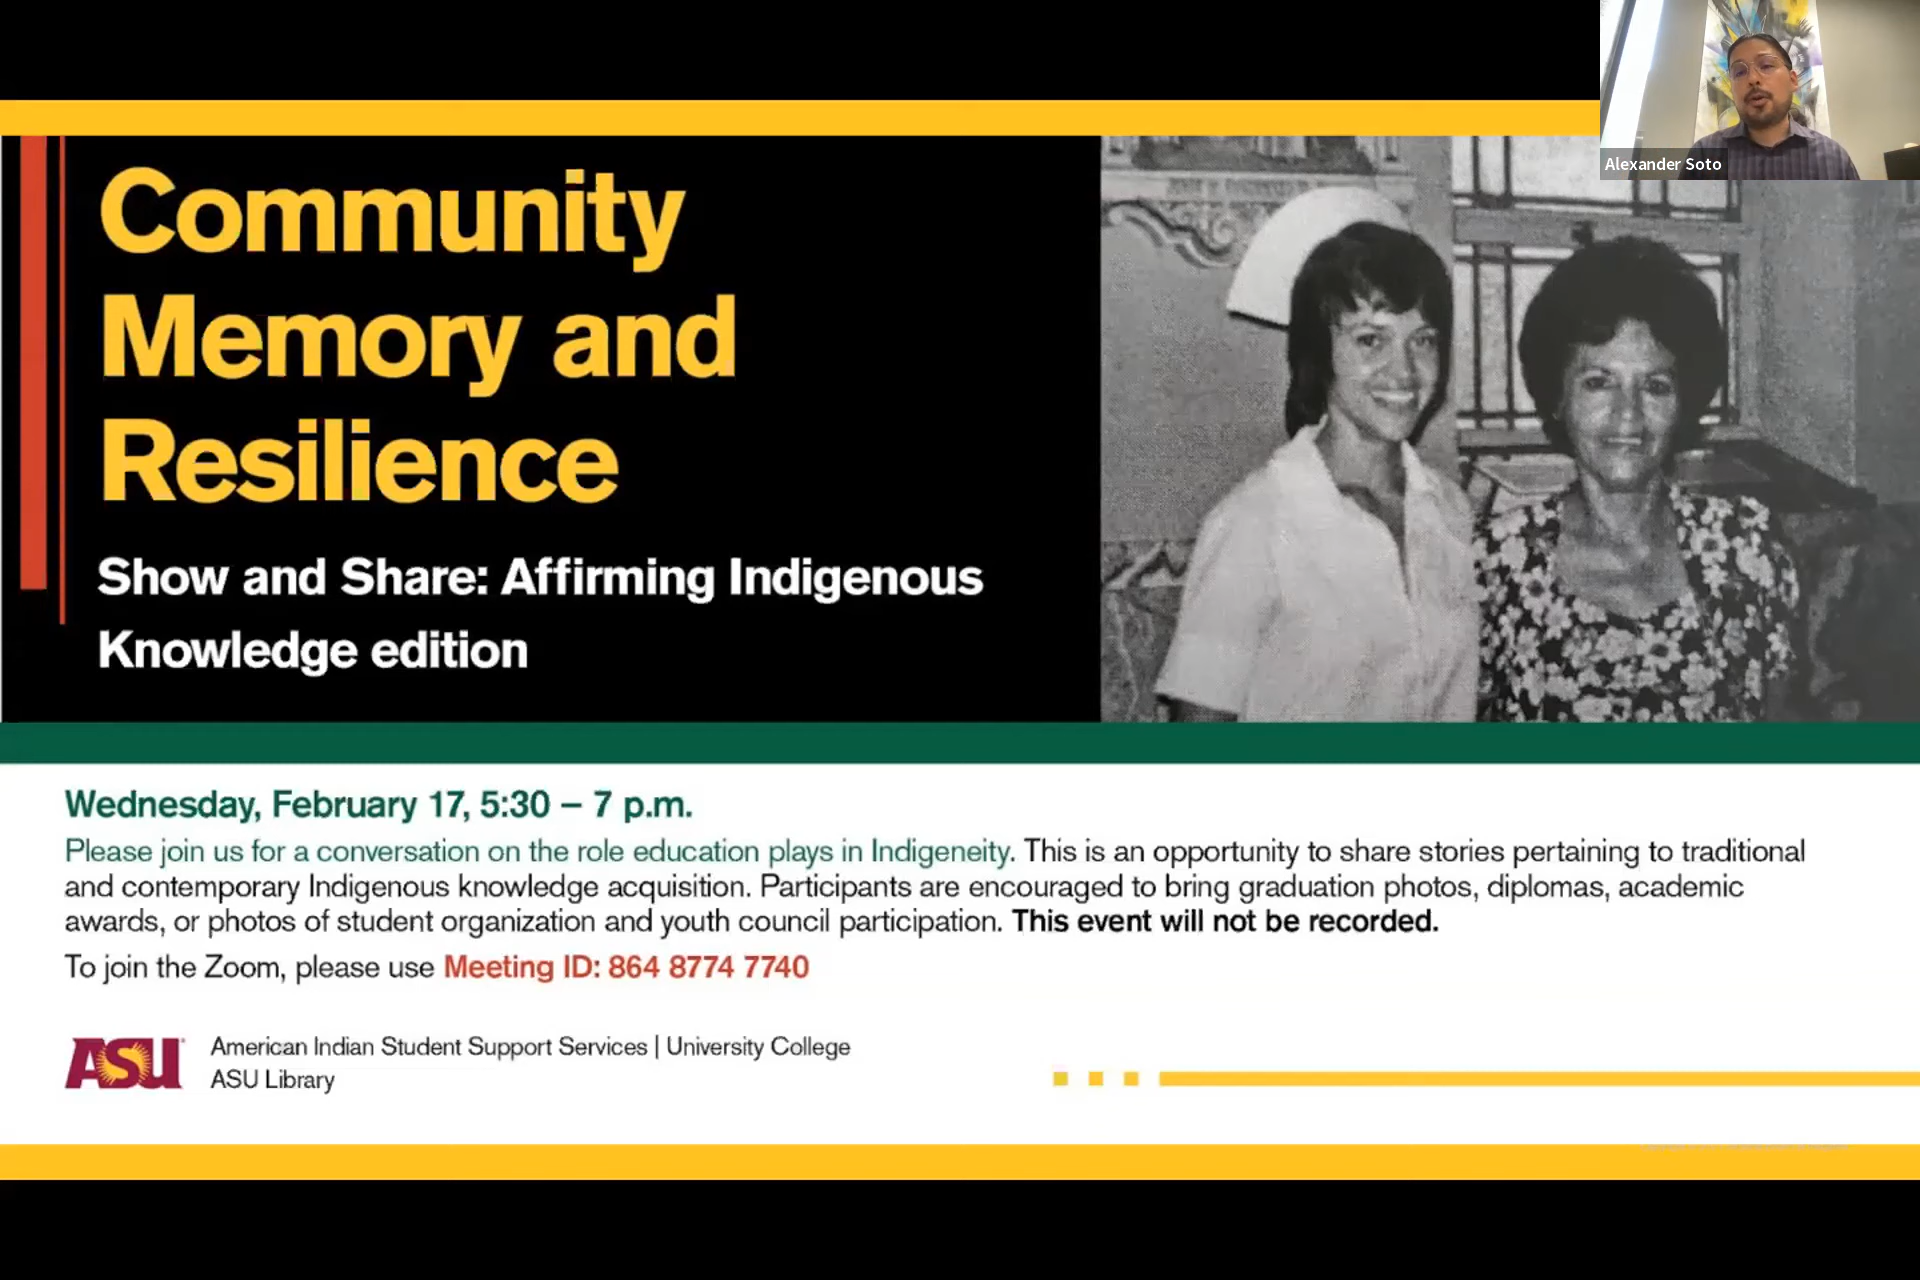 Alexander Soto
Community
Memory and
Resilience
Show and Share: Affirming Indigenous
Knowledge edition
Wednesday, February 17, 5:30 – 7 p.m.
Please join us for a conversation on the role education plays in Indigeneity. This is an opportunity to share stories pertaining to traditional
and contemporary Indigenous knowledge acquisition. Participants are encouraged to bring graduation photos, diplomas, academic
awards, or photos of student organization and youth council participation. This event will not be recorded.
To join the Zoom, please use Meeting ID: 864 8774 7740
ASU
American Indian Student Support Services | University College
ASU Library